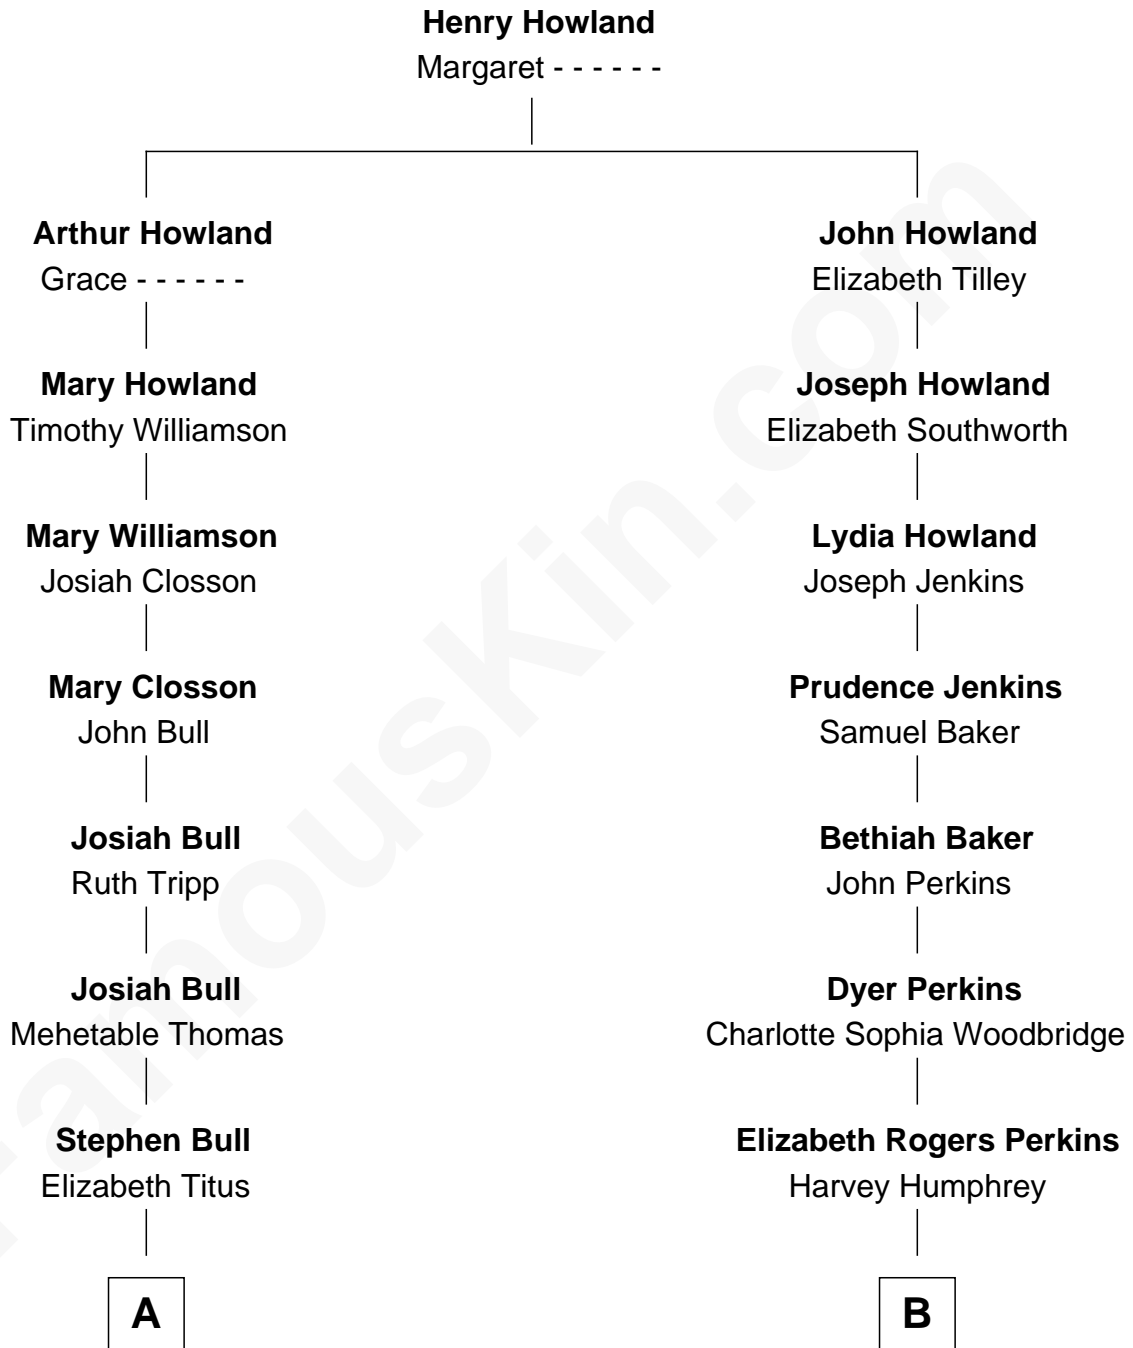 Henry Howland
Margaret - - - - - -
Arthur Howland
Grace - - - - - -
Mary Howland
Timothy Williamson
Mary Williamson
Josiah Closson
Mary Closson
John Bull
Josiah Bull
Ruth Tripp
Josiah Bull
Mehetable Thomas
Stephen Bull
Elizabeth Titus
A
John Howland
Elizabeth Tilley
Joseph Howland
Elizabeth Southworth
Lydia Howland
Joseph Jenkins
Prudence Jenkins
Samuel Baker
Bethiah Baker
John Perkins
Dyer Perkins
Charlotte Sophia Woodbridge
Elizabeth Rogers Perkins
Harvey Humphrey
B
FamousKin.com